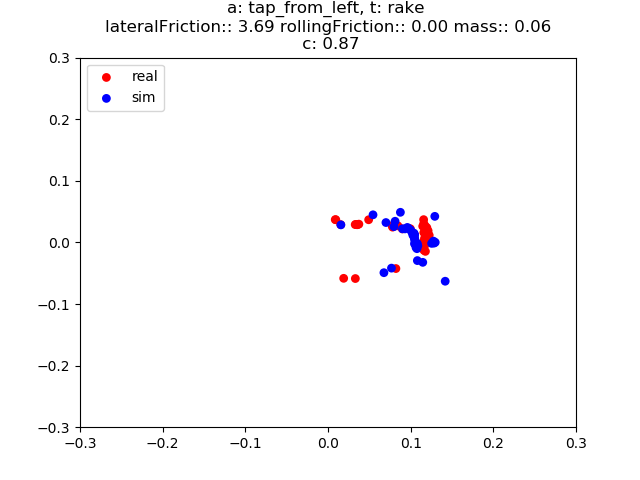 a: tap_from_left, t: rake
lateralFriction:: 3.69 rollingFriction:: 0.00 mass:: 0.06
c: 0.87
real
sim
0.3
0.2
0.1
0.0
−0.1
−0.2
−0.3
−0.3 −0.2 −0.1 0.0 0.1 0.2 0.3